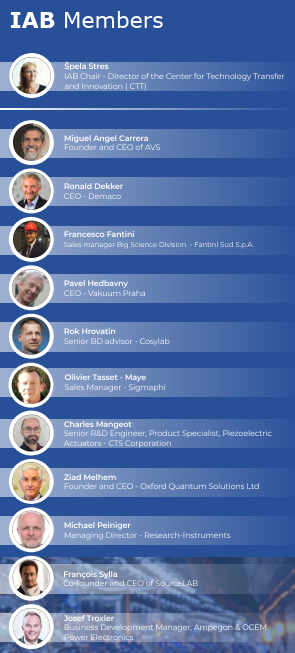 IAB Members
Špela Stres
IAB Chair - Director of the Center for Technology Transfer
and Innovation ( CTT)
Miguel Angel Carrera
Founder and CEO of AVS
Ronald Dekker
CEO - Demaco
Francesco Fantini
Sales manager Big Science Division - Fantini Sud S.p.A.
Pavel Hedbavny
CEO - Vakuum Praha
Rok Hrovatin
Senior BD advisor - Cosylab
Olivier Tasset - Maye
Sales Manager - Sigmaphi
Charles Mangeot
Senior R&D Engineer, Product Specialist, Piezoelectric
Actuators - CTS Corporation
Ziad Melhem
Founder and CEO - Oxford Quantum Solutions Ltd
Michael Peiniger
Managing Director - Research-Instruments
François Sylla
Co-founder and CEO of SourceLAB
Josef Troxler
Business Development Manager, Ampegon & OCEM
Power Electronics